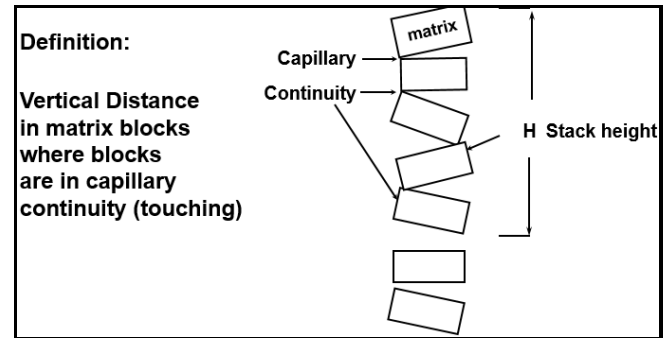 Definition:
Vertical Distance
in matrix blocks
where blocks
are in capillary
continuity (touching)
matrix
Capillary
Continuity
H Stack height